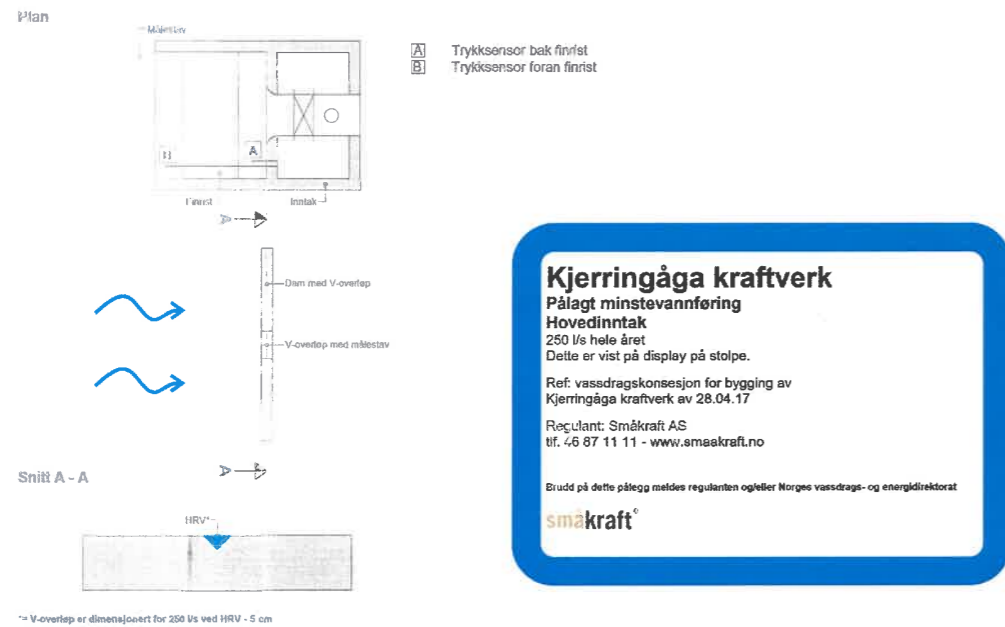 Plan
Målestav
A Trykksensor bak finrist
B Trykksensor foran finrist
B
A
Finrist
Inntak
A
Dam med V-overløp
V-overløp med målestav
A
Snitt A - A
HRV*
*= V-overløp er dimensjonert for 250 l/s ved HRV - 5 cm
Kjerringåga kraftverk
Pålagt minstevannføring
Hovedinntak
250 l/s hele året
Dette er vist på display på stolpe.
Ref: vassdragskonsesjon for bygging av
Kjerringåga kraftverk av 28.04.17
Regulant: Småkraft AS
tlf. 46 87 11 11 - www.smaakraft.no
Brudd på dette pålegg meldes regulanten og/eller Norges vassdrags- og energidirektorat
småkraft